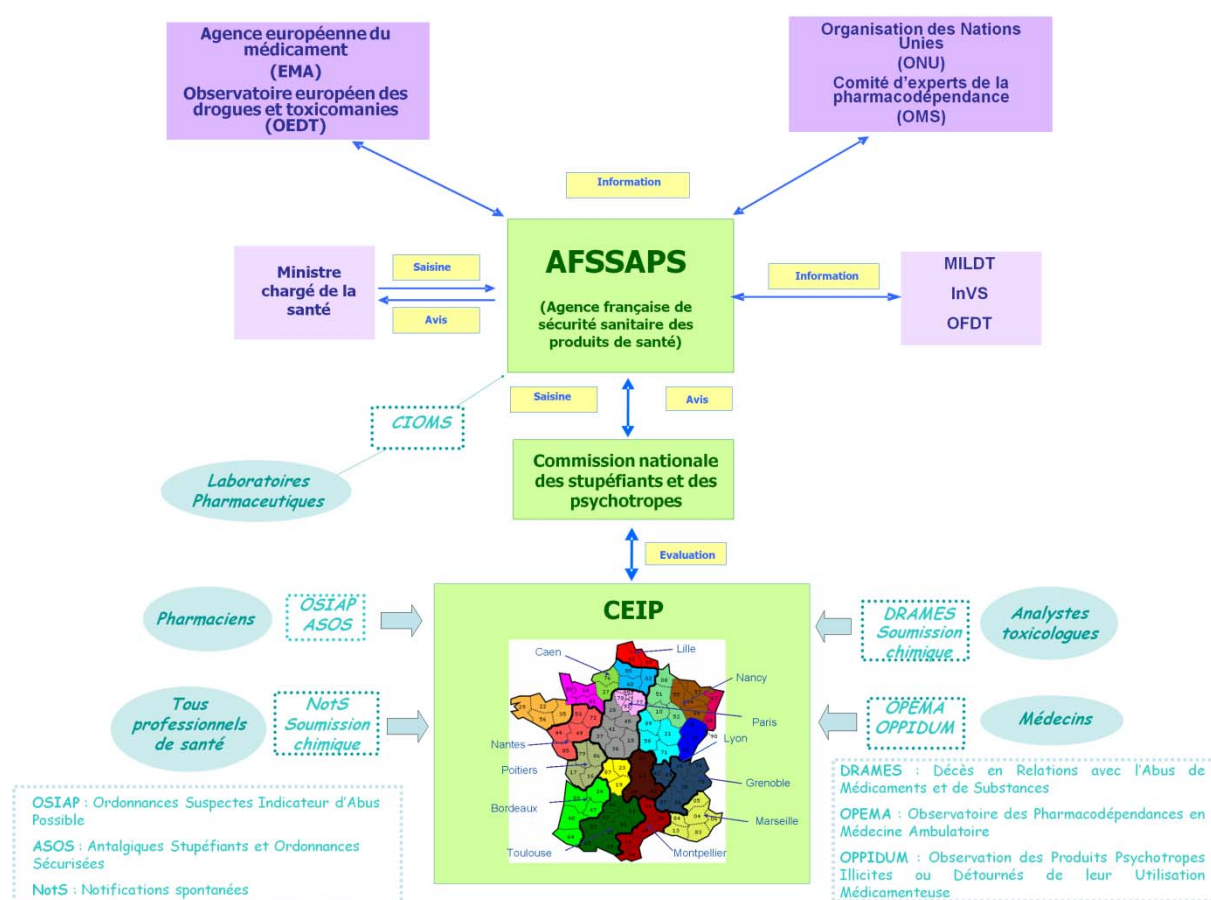 Agence européenne du
médicament
(EMA)
Observatoire européen des
drogues et toxicomanies
(OEDT)
Organisation des Nations
Unies
(ONU)
Comité d'experts de la
pharmacodépendance
(OMS)
Information
Ministre
chargé de la
santé
Saisine
Avis
AFSSAPS
(Agence française de
sécurité sanitaire des
produits de santé)
Information
MILDT
InVS
OFDT
CIOMS
Laboratoires
Pharmaceutiques
Saisine
Avis
Commission nationale
des stupéfiants et des
psychotropes
Evaluation
CEIP
Pharmaciens
OSIAP
ASOS
DRAMES
Soumission
chimique
Analystes
toxicologues
Tous
professionnels
de santé
NotS
Soumission
chimique
OPEMA
OPPIDUM
Médecins
Caen
Lille
Nancy
Paris
Nantes
Lyon
Poitiers
Grenoble
Bordeaux
Marseille
Toulouse
Montpellier
OSIAP : Ordonnances Suspectes Indicateur d'Abus
Possible
ASOS : Antalgiques Stupéfiants et Ordonnances
Sécurisées
NotS : Notifications spontanées
DRAMES : Décès en Relations avec l'Abus de
Médicaments et de Substances
OPEMA : Observatoire des Pharmacodépendances en
Médecine Ambulatoire
OPPIDUM : Observation des Produits Psychotropes
Illicites ou Détournés de leur Utilisation
Médicamenteuse